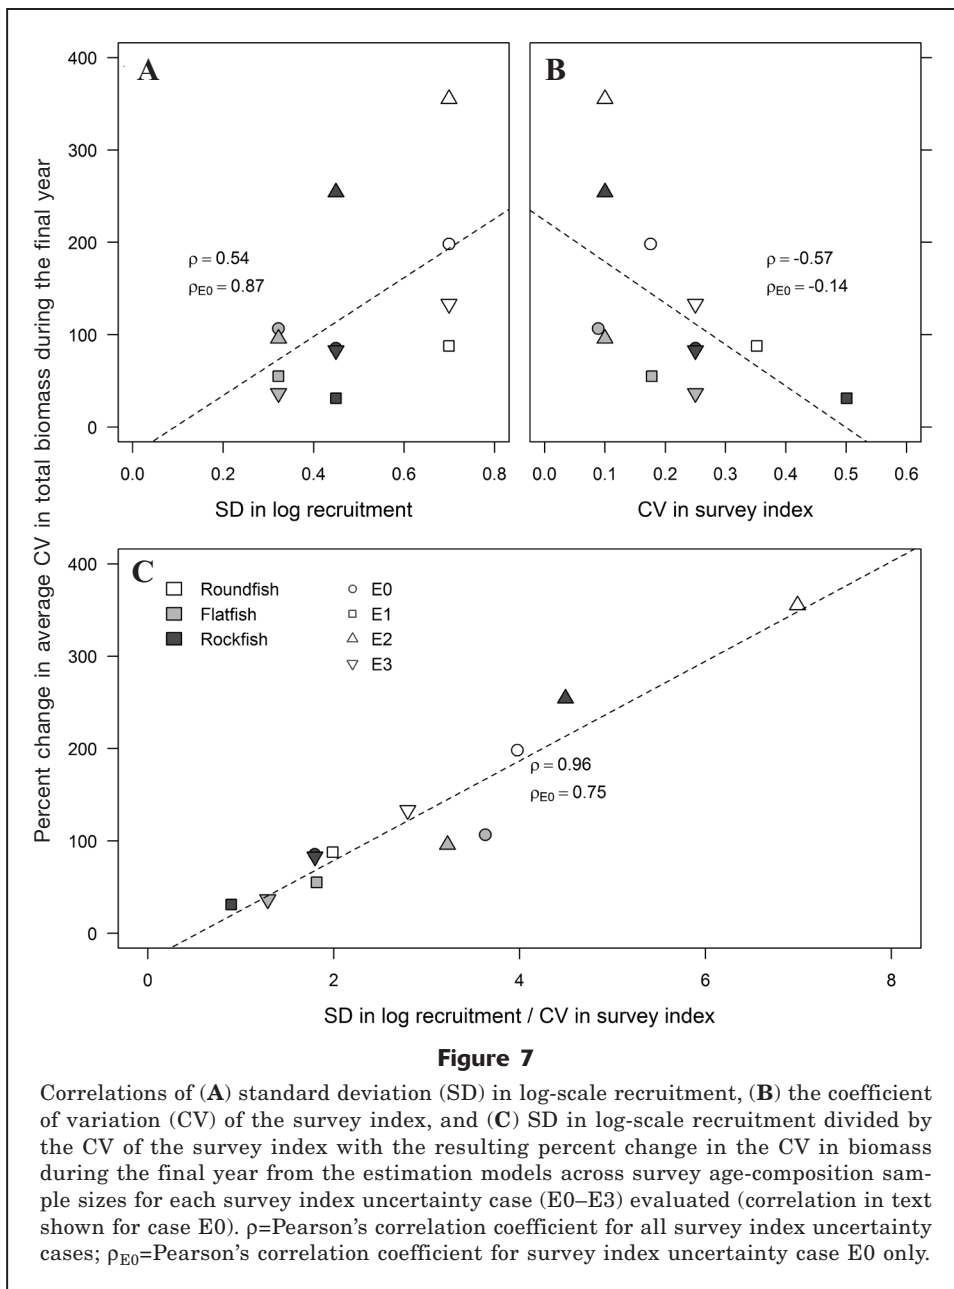 Percent change in average CV in total biomass during the final year
A
400
300
200
100
0
ρ = 0.54
ρE0 = 0.87
0.0 0.2 0.4 0.6 0.8
SD in log recruitment
B
ρ = -0.57
ρE0 = -0.14
0.0 0.1 0.2 0.3 0.4 0.5 0.6
CV in survey index
C
400
300
200
100
0
Roundfish
Flatfish
Rockfish
E0
E1
E2
E3
ρ = 0.96
ρE0 = 0.75
0 2 4 6 8
SD in log recruitment / CV in survey index
Figure 7
Correlations of (A) standard deviation (SD) in log-scale recruitment, (B) the coefficient
of variation (CV) of the survey index, and (C) SD in log-scale recruitment divided by
the CV of the survey index with the resulting percent change in the CV in biomass
during the final year from the estimation models across survey age-composition sam-
ple sizes for each survey index uncertainty case (E0–E3) evaluated (correlation in text
shown for case E0). ρ=Pearson's correlation coefficient for all survey index uncertainty
cases; ρE0=Pearson's correlation coefficient for survey index uncertainty case E0 only.